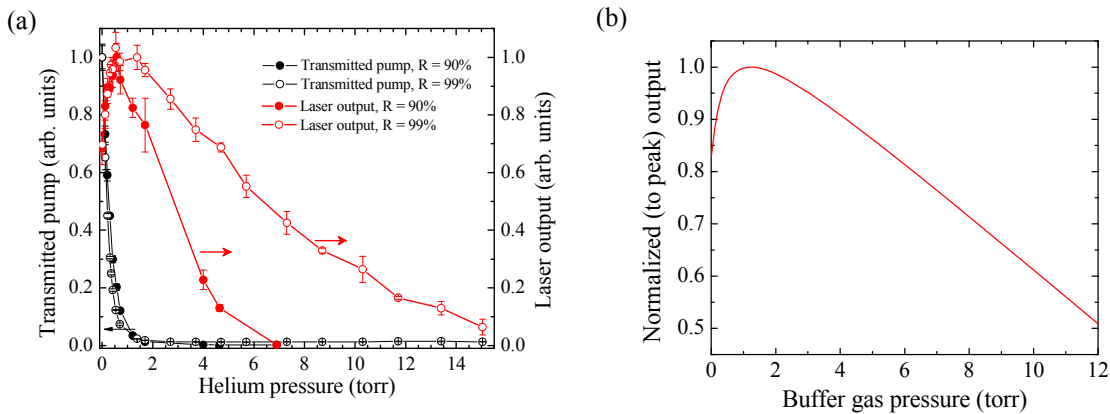 (a)
Transmitted pump (arb. units)
1.0
0.8
0.6
0.4
0.2
0.0
Transmitted pump, R = 90%
Transmitted pump, R = 99%
Laser output, R = 90%
Laser output, R = 99%
1.0
0.8
0.6
0.4
0.2
0.0
Laser output (arb. units)
0 2 4 6 8 10 12 14
Helium pressure (torr)
(b)
Normalized (to peak) output
1.0
0.9
0.8
0.7
0.6
0.5
0 2 4 6 8 10 12
Buffer gas pressure (torr)